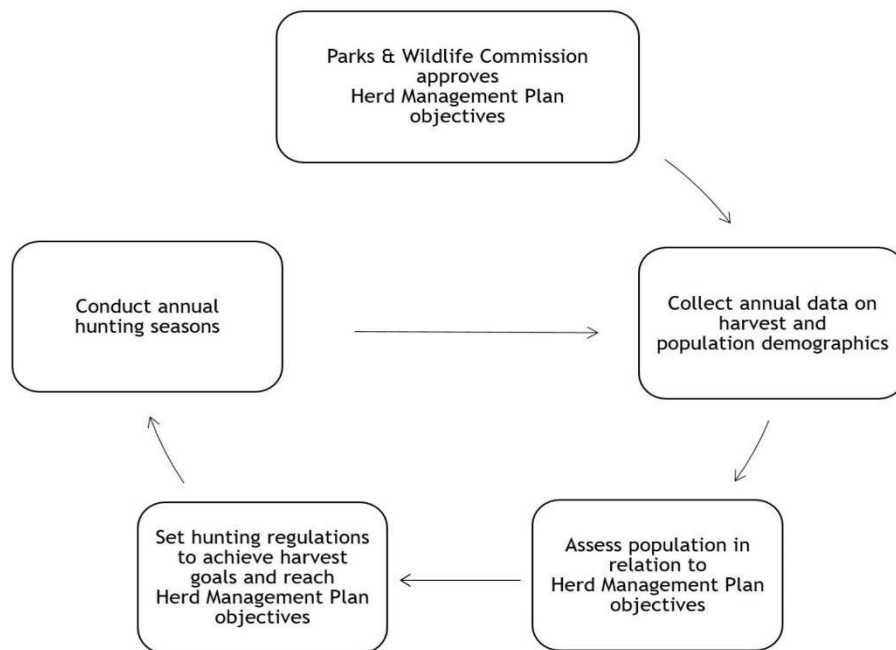 Parks & Wildlife Commission
approves
Herd Management Plan
objectives
Conduct annual
hunting seasons
Collect annual data on
harvest and
population demographics
Set hunting regulations
to achieve harvest
goals and reach
Herd Management Plan
objectives
Assess population in
relation to
Herd Management Plan
objectives